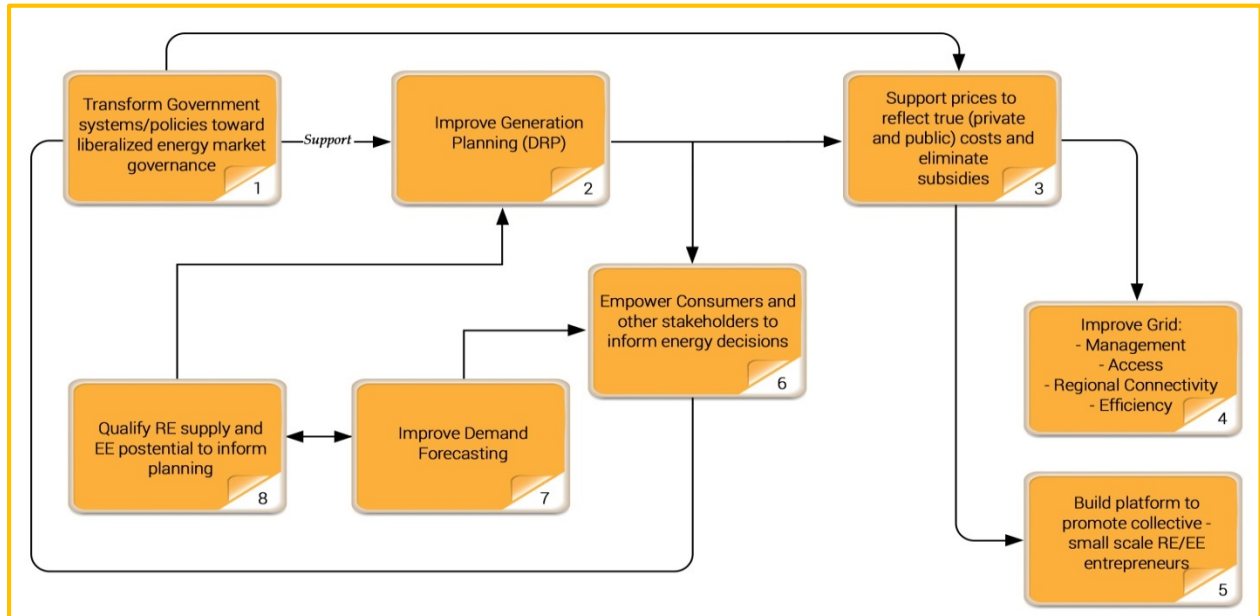 Transform Government
systems/policies toward
liberalized energy market
governance
1
Support
Improve Generation
Planning (DRP)
2
Support prices to
reflect true (private
and public) costs and
eliminate
subsidies
3
Empower Consumers and
other stakeholders to
inform energy decisions
6
Improve Grid:
- Management
- Access
- Regional Connectivity
- Efficiency
4
Qualify RE supply and
EE postential to inform
planning
8
Improve Demand
Forecasting
7
Build platform to
promote collective -
small scale RE/EE
entrepreneurs
5